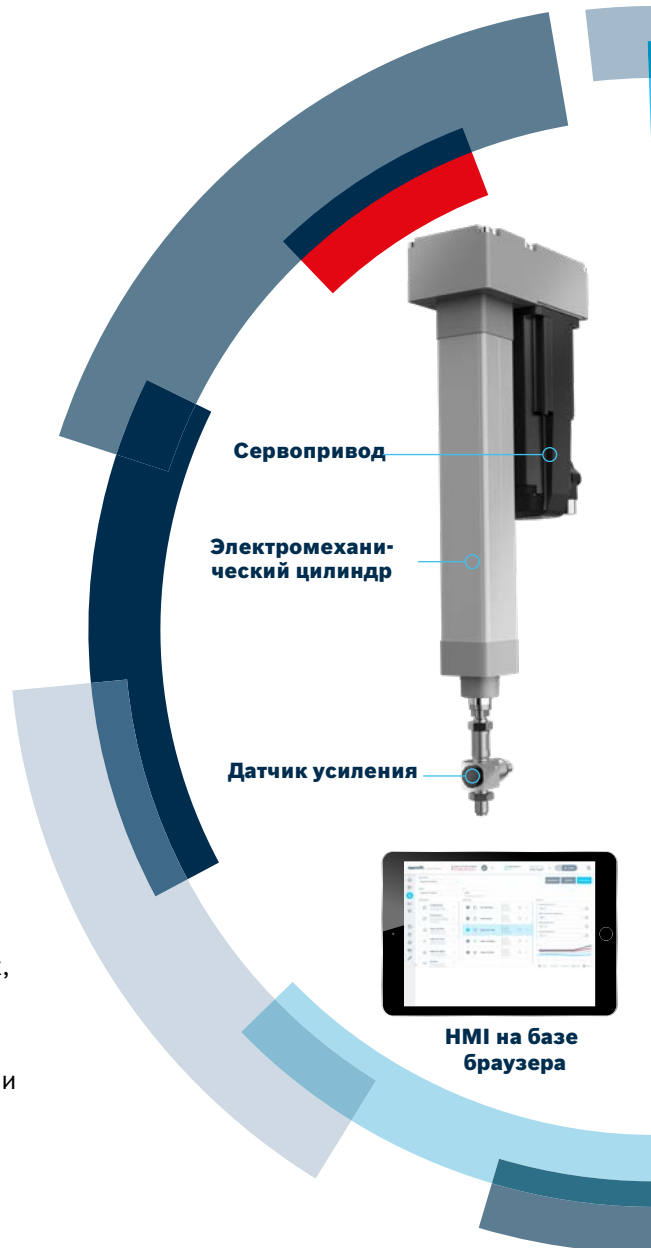 Сервопривод
Электромехани-
ческий цилиндр
Датчик усиления
,
и
HMI на базе
браузера